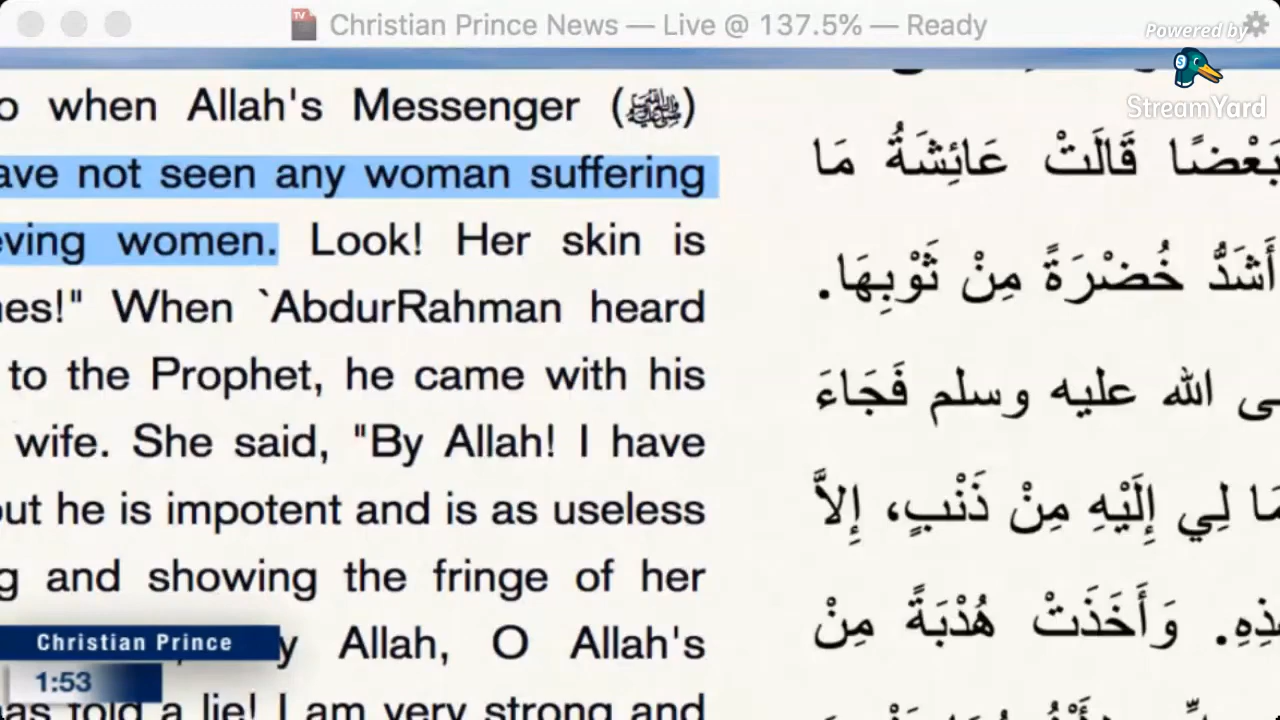 Christian Prince News — Live @ 137.5% — Ready
Powered by
StreamYard
o when Allah's Messenger (ﷺ)
ave not seen any woman suffering
eving women. Look! Her skin is
nes!" When `AbdurRahman heard
to the Prophet, he came with his
wife. She said, "By Allah! I have
out he is impotent and is as useless
g and showing the fringe of her
y Allah, O Allah's
as told a lie! I am very strong and
بَعْضًا قَالَتْ عَائِشَةُ مَا
أَشَدُّ خُضْرَةً مِنْ ثَوْبِهَا.
ى الله عليه وسلم فَجَاءَ
مَا لِي إِلَيْهِ مِنْ ذَنْبٍ، إِلاَّ
ذِهِ. وَأَخَذَتْ هُدْبَةً مِنْ
Christian Prince
1:53